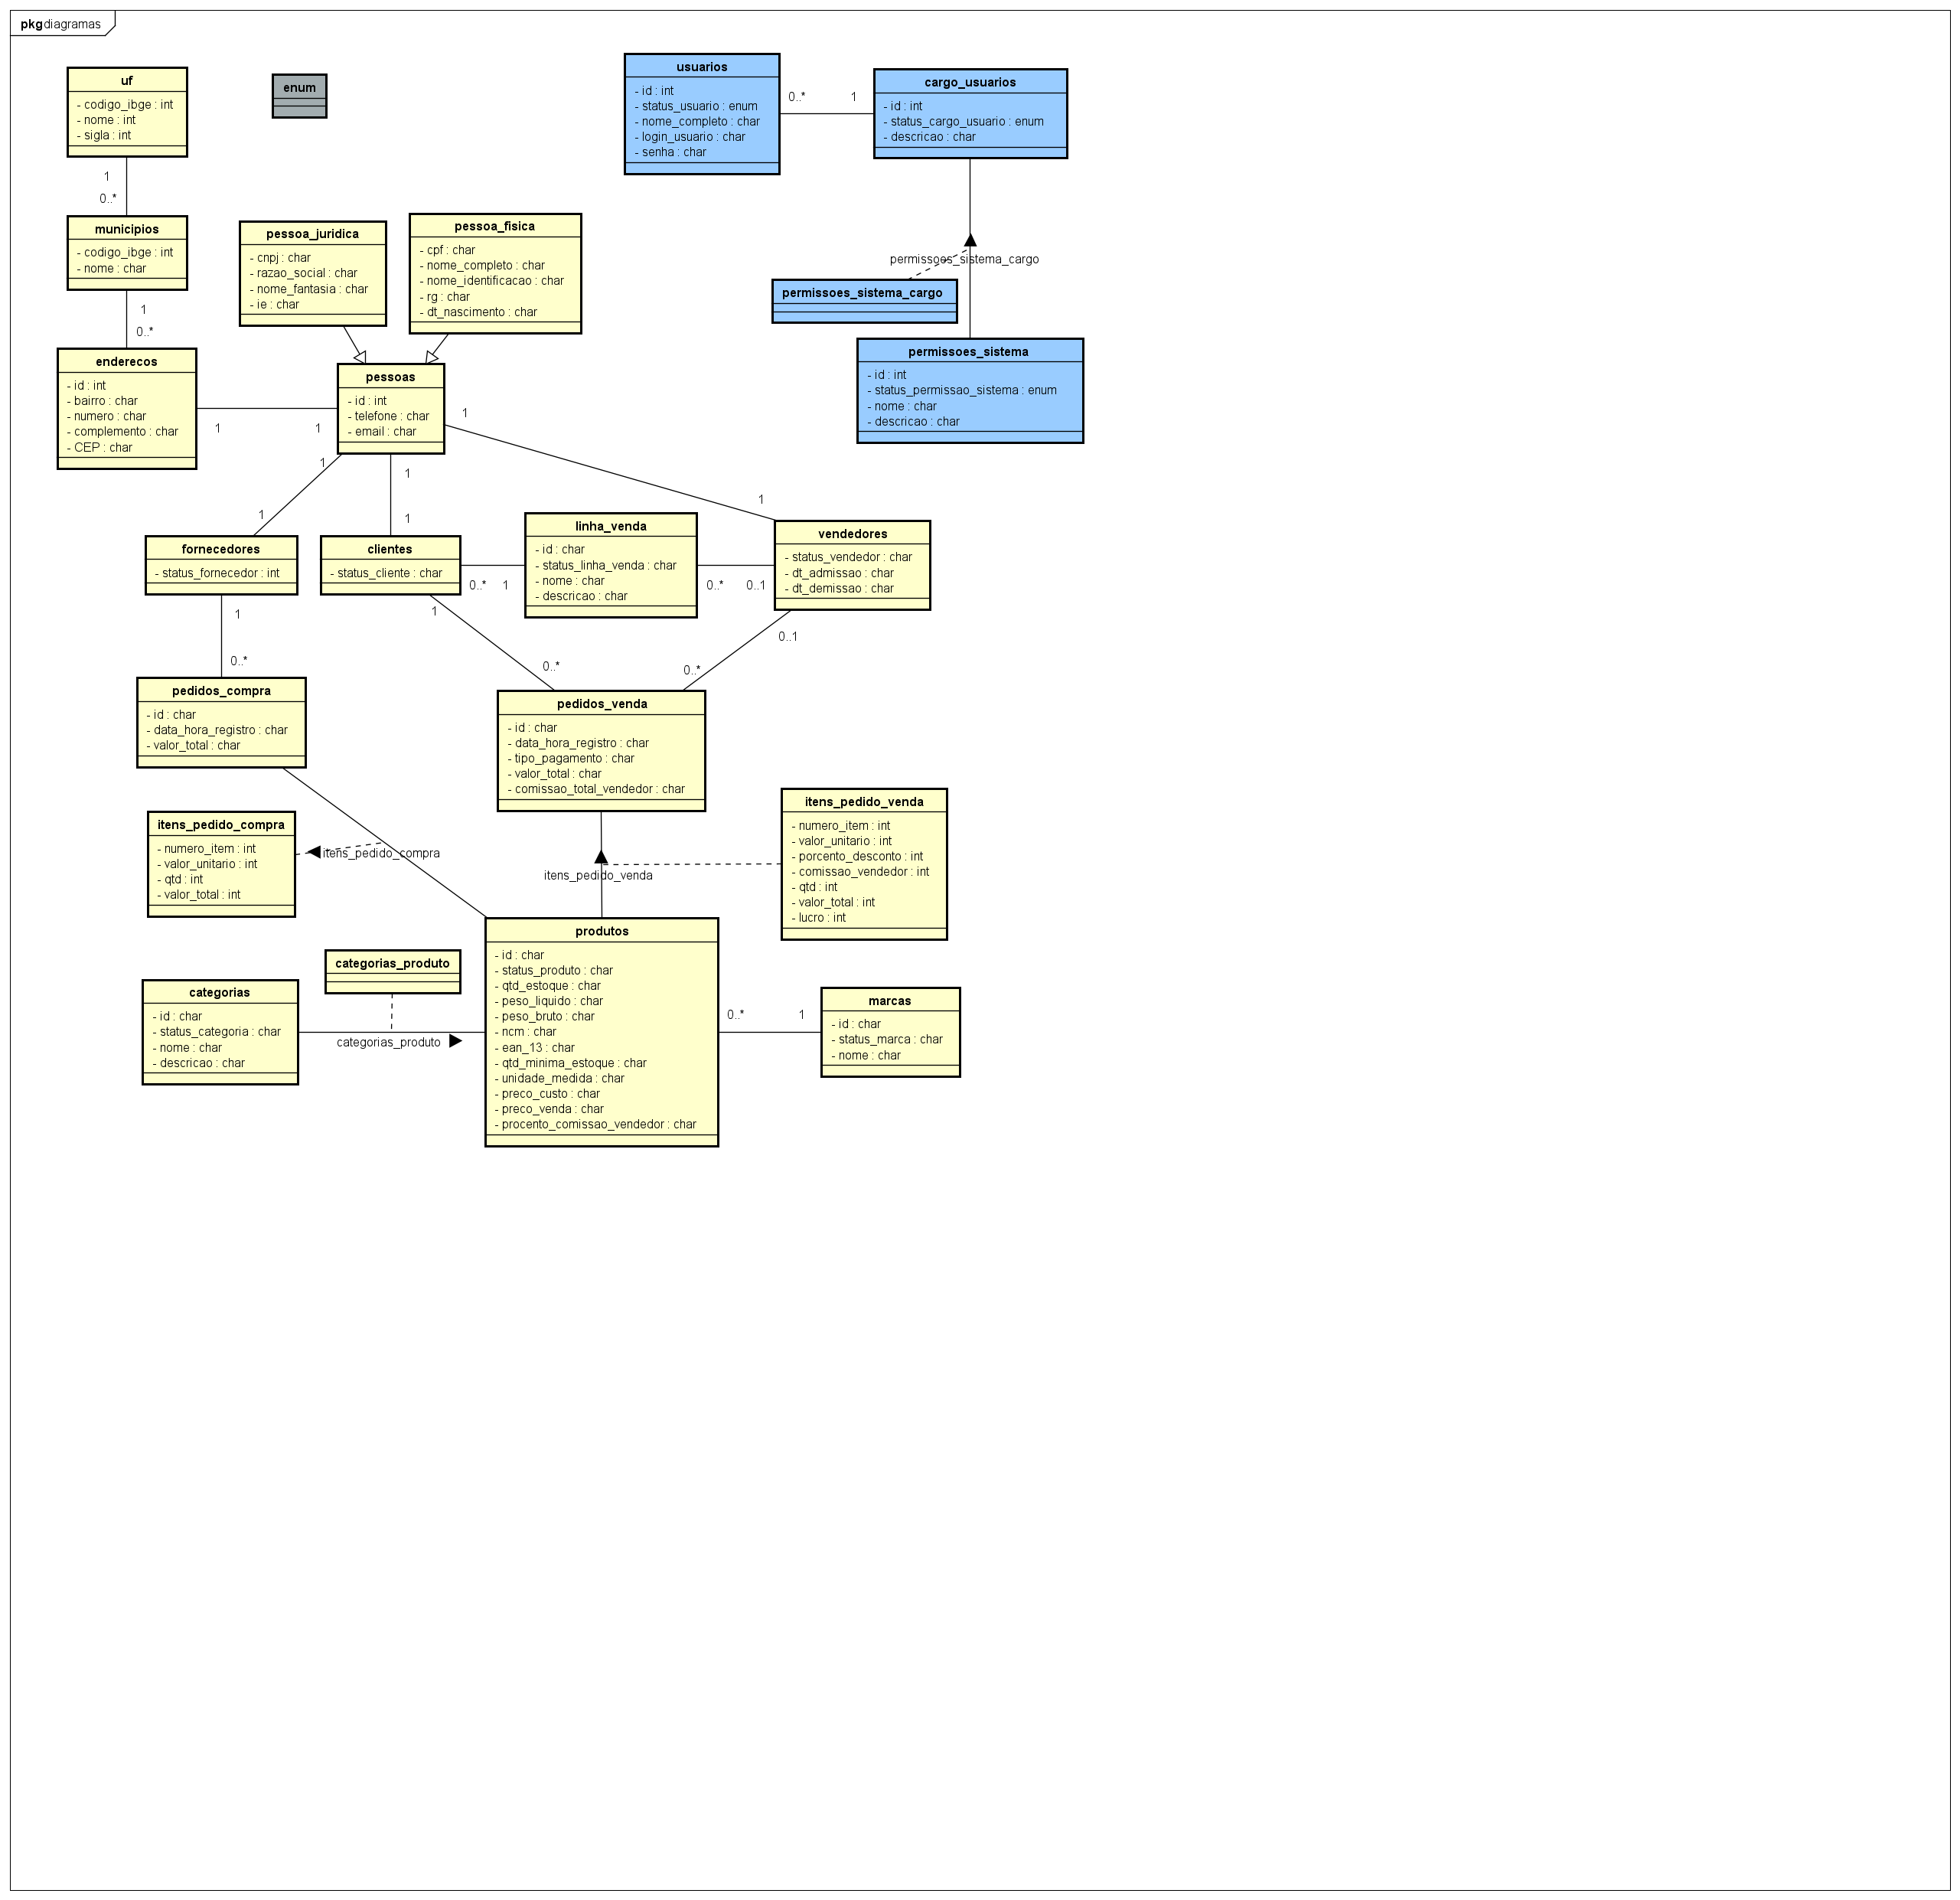 pkg diagramas
uf
- codigo_ibge : int
- nome : int
- sigla : int
enum
usuarios
- id : int
- status_usuario : enum
- nome_completo : char
- login_usuario : char
- senha : char
0..*
1
cargo_usuarios
- id : int
- status_cargo_usuario : enum
- descricao : char
1
0..*
municipios
- codigo_ibge : int
- nome : char
pessoa_juridica
- cnpj : char
- razao_social : char
- nome_fantasia : char
- ie : char
pessoa_fisica
- cpf : char
- nome_completo : char
- nome_identificacao : char
- rg : char
- dt_nascimento : char
permissoes_sistema_cargo
permissoes_sistema_cargo
1
0..*
enderecos
- id : int
- bairro : char
- numero : char
- complemento : char
- CEP : char
1
1
pessoas
- id : int
- telefone : char
- email : char
1
permissoes_sistema
- id : int
- status_permissao_sistema : enum
- nome : char
- descricao : char
1
1
1
1
1
fornecedores
- status_fornecedor : int
clientes
- status_cliente : char
0..*
1
linha_venda
- id : char
- status_linha_venda : char
- nome : char
- descricao : char
0..*
0..1
vendedores
- status_vendedor : char
- dt_admissao : char
- dt_demissao : char
1
0..*
1
0..*
0..1
0..*
pedidos_compra
- id : char
- data_hora_registro : char
- valor_total : char
pedidos_venda
- id : char
- data_hora_registro : char
- tipo_pagamento : char
- valor_total : char
- comissao_total_vendedor : char
itens_pedido_compra
- numero_item : int
- valor_unitario : int
- qtd : int
- valor_total : int
itens_pedido_compra
itens_pedido_venda
itens_pedido_venda
- numero_item : int
- valor_unitario : int
- porcento_desconto : int
- comissao_vendedor : int
- qtd : int
- valor_total : int
- lucro : int
categorias
- id : char
- status_categoria : char
- nome : char
- descricao : char
categorias_produto
categorias_produto
produtos
- id : char
- status_produto : char
- qtd_estoque : char
- peso_liquido : char
- peso_bruto : char
- ncm : char
- ean_13 : char
- qtd_minima_estoque : char
- unidade_medida : char
- preco_custo : char
- preco_venda : char
- procento_comissao_vendedor : char
0..*
1
marcas
- id : char
- status_marca : char
- nome : char